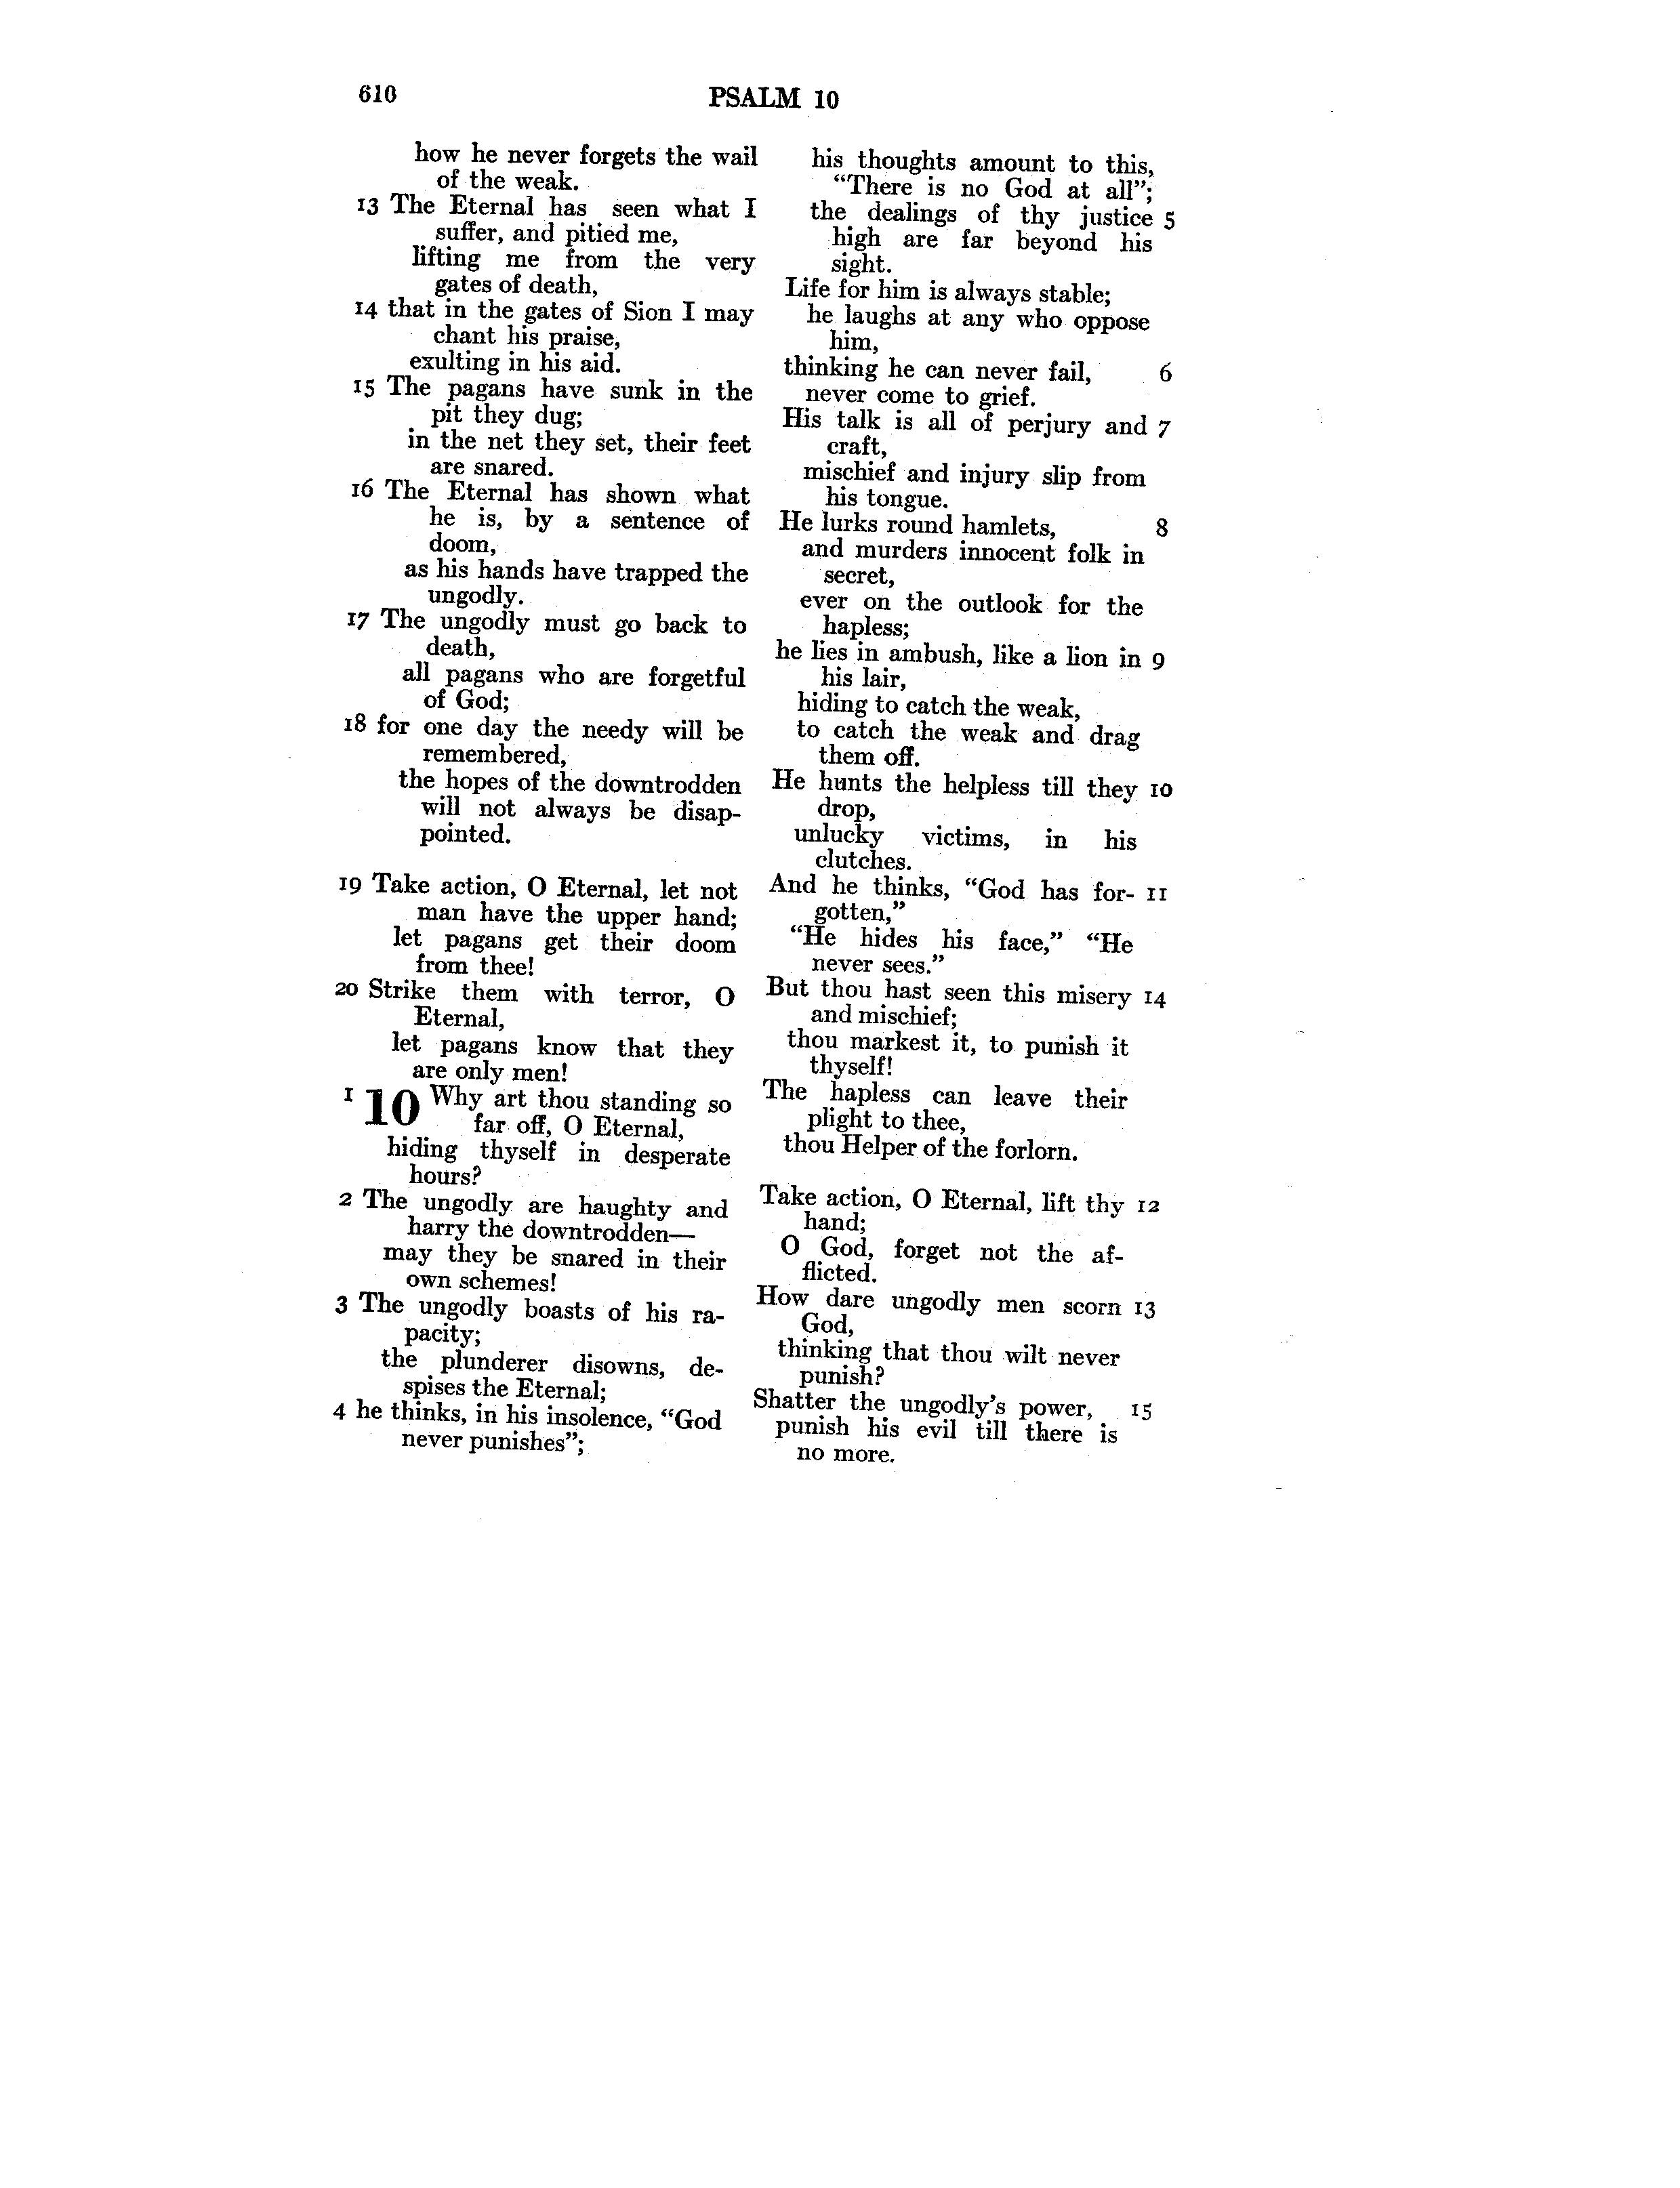 610
PSALM 10
how he never forgets the wail
of the weak.
13 The Eternal has seen what I
suffer, and pitied me,
lifting me from the very
gates of death,
14 that in the gates of Sion I may
chant his praise,
exulting in his aid.
15 The pagans have sunk in the
pit they dug;
in the net they set, their feet
are snared.
16 The Eternal has shown what
he is, by a sentence of
doom,
as his hands have trapped the
ungodly.
17 The ungodly must go back to
death,
all pagans who are forgetful
of God;
18 for one day the needy will be
remembered,
the hopes of the downtrodden
will not always be disap-
pointed.
19 Take action, O Eternal, let not
man have the upper hand;
let pagans get their doom
from thee!
20 Strike them with terror, O
Eternal,
let pagans know that they
are only men!
1 10 Why art thou standing so
far off, O Eternal,
hiding thyself in desperate
hours?
2 The ungodly are haughty and
harry the downtrodden—
may they be snared in their
own schemes!
3 The ungodly boasts of his ra-
pacity;
the plunderer disowns, de-
spises the Eternal;
4 he thinks, in his insolence, “God
never punishes”;
his thoughts amount to this,
“There is no God at all”;
the dealings of thy justice 5
high are far beyond his
sight.
Life for him is always stable;
he laughs at any who oppose
him,
thinking he can never fail, 6
never come to grief.
His talk is all of perjury and 7
craft,
mischief and injury slip from
his tongue.
He lurks round hamlets, 8
and murders innocent folk in
secret,
ever on the outlook for the
hapless;
he lies in ambush, like a lion in 9
his lair,
hiding to catch the weak,
to catch the weak and drag
them off.
He hunts the helpless till they 10
drop,
unlucky victims, in his
clutches.
And he thinks, “God has for- 11
gotten,”
“He hides his face,” “He
never sees.”
But thou hast seen this misery 14
and mischief;
thou markest it, to punish it
thyself!
The hapless can leave their
plight to thee,
thou Helper of the forlorn.
Take action, O Eternal, lift thy 12
hand;
O God, forget not the af-
flicted.
How dare ungodly men scorn 13
God,
thinking that thou wilt never
punish?
Shatter the ungodly’s power, 15
punish his evil till there is
no more.